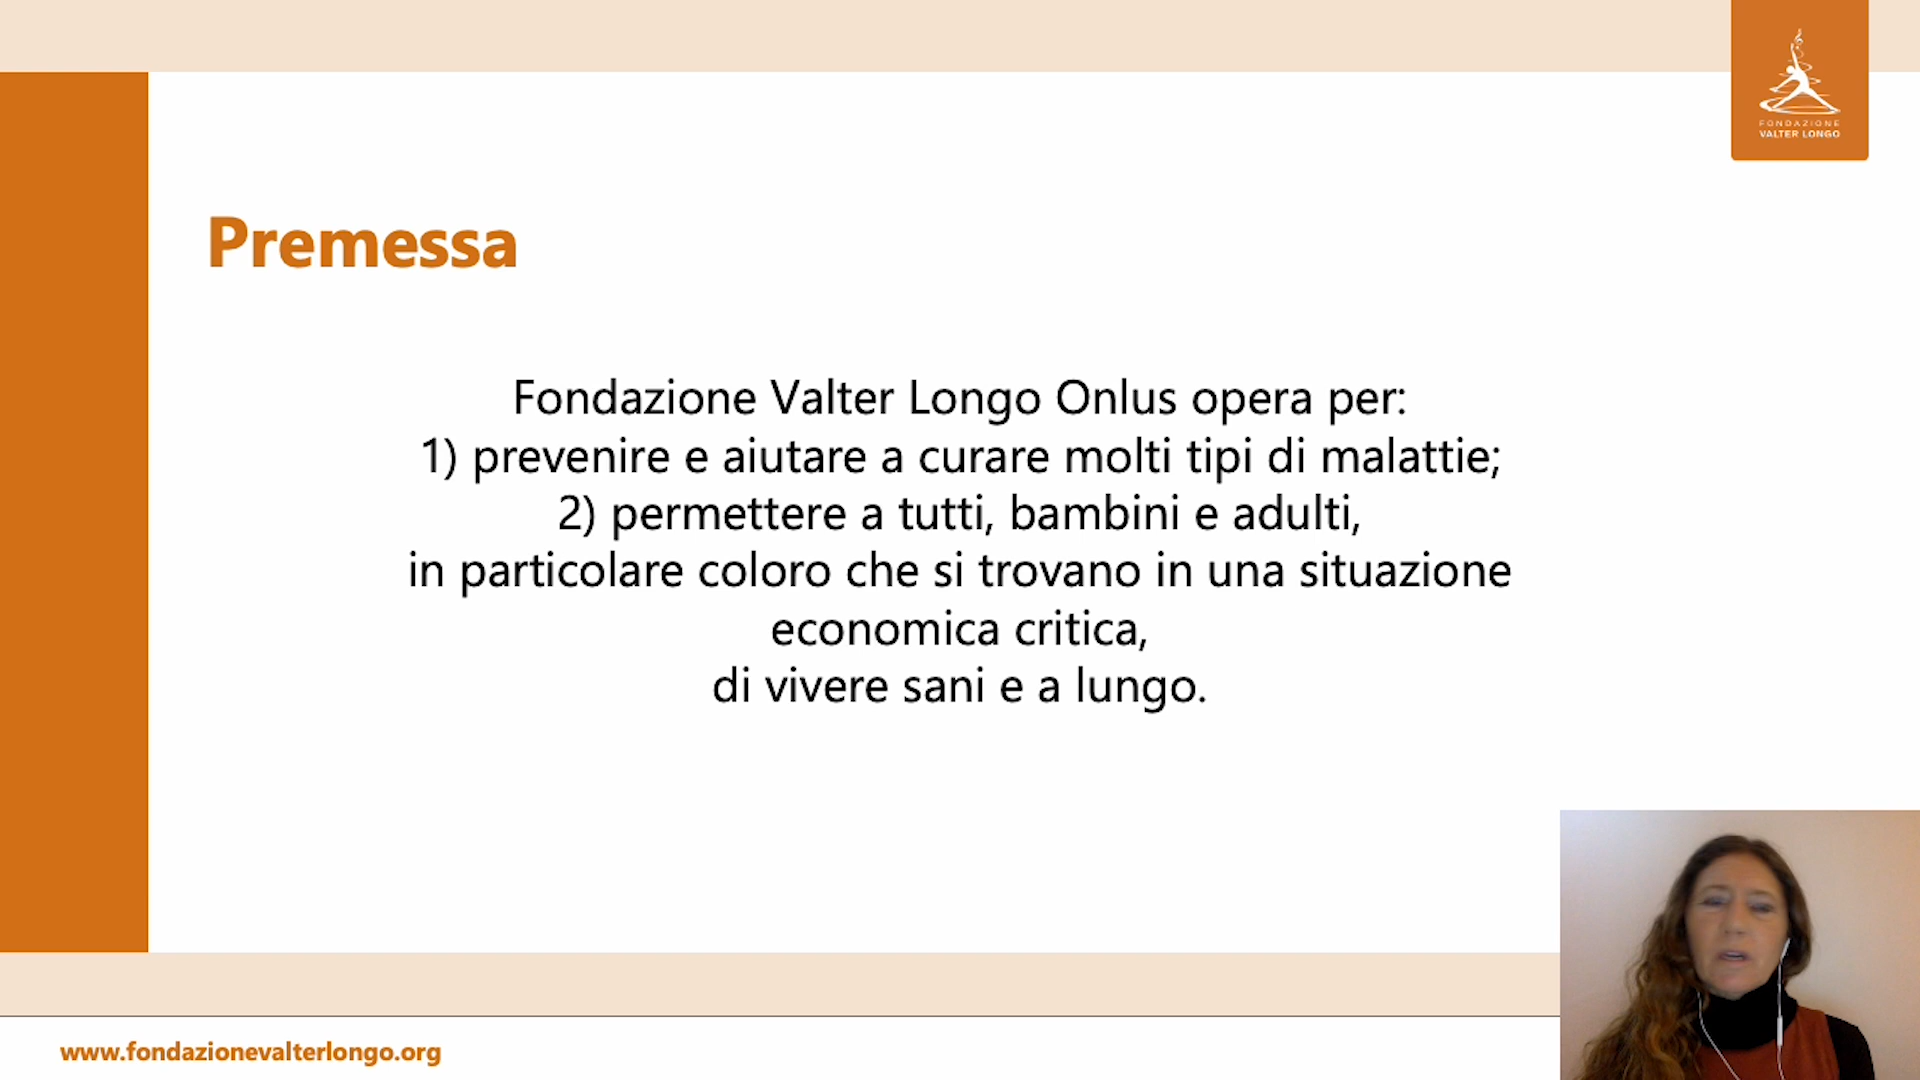 FONDAZIONE
VALTER LONGO
Premessa
Fondazione Valter Longo Onlus opera per:
1) prevenire e aiutare a curare molti tipi di malattie;
2) permettere a tutti, bambini e adulti,
in particolare coloro che si trovano in una situazione
economica critica,
di vivere sani e a lungo.
www.fondazionevalterlongo.org